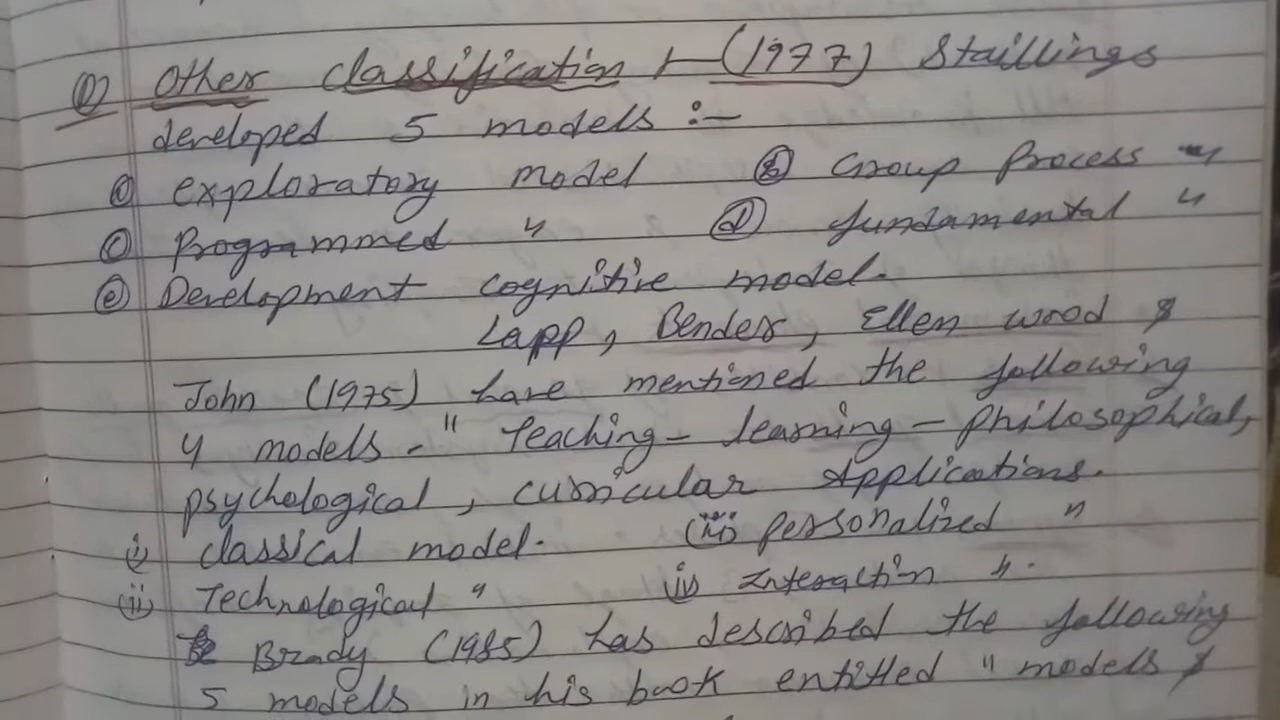 ① Other classification :- (1977) Staillings
developed 5 models :-
ⓐ exploratory model ⓑ Group Process "
ⓒ Programmed " ⓓ fundamental "
ⓔ Development cognitive model.
Lapp, Bender, Ellen wood &
John (1975) have mentioned the following
4 models - " Teaching - learning - Philosophical,
psychological, curricular Applications.
(i) classical model. (iii) personalized "
(ii) Technological " (iv) Interaction ".
Brady (1985) has described the following
5 models in his book entitled " models &